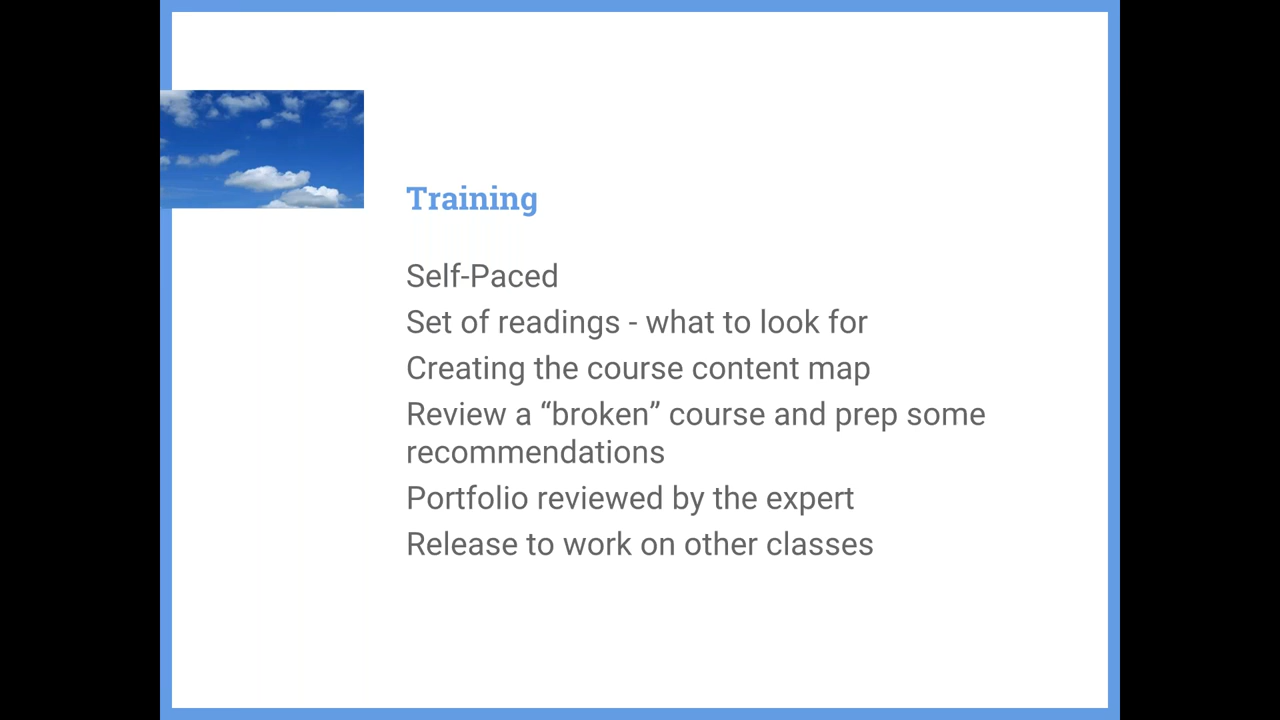 Training
Self-Paced
Set of readings - what to look for
Creating the course content map
Review a “broken” course and prep some
recommendations
Portfolio reviewed by the expert
Release to work on other classes